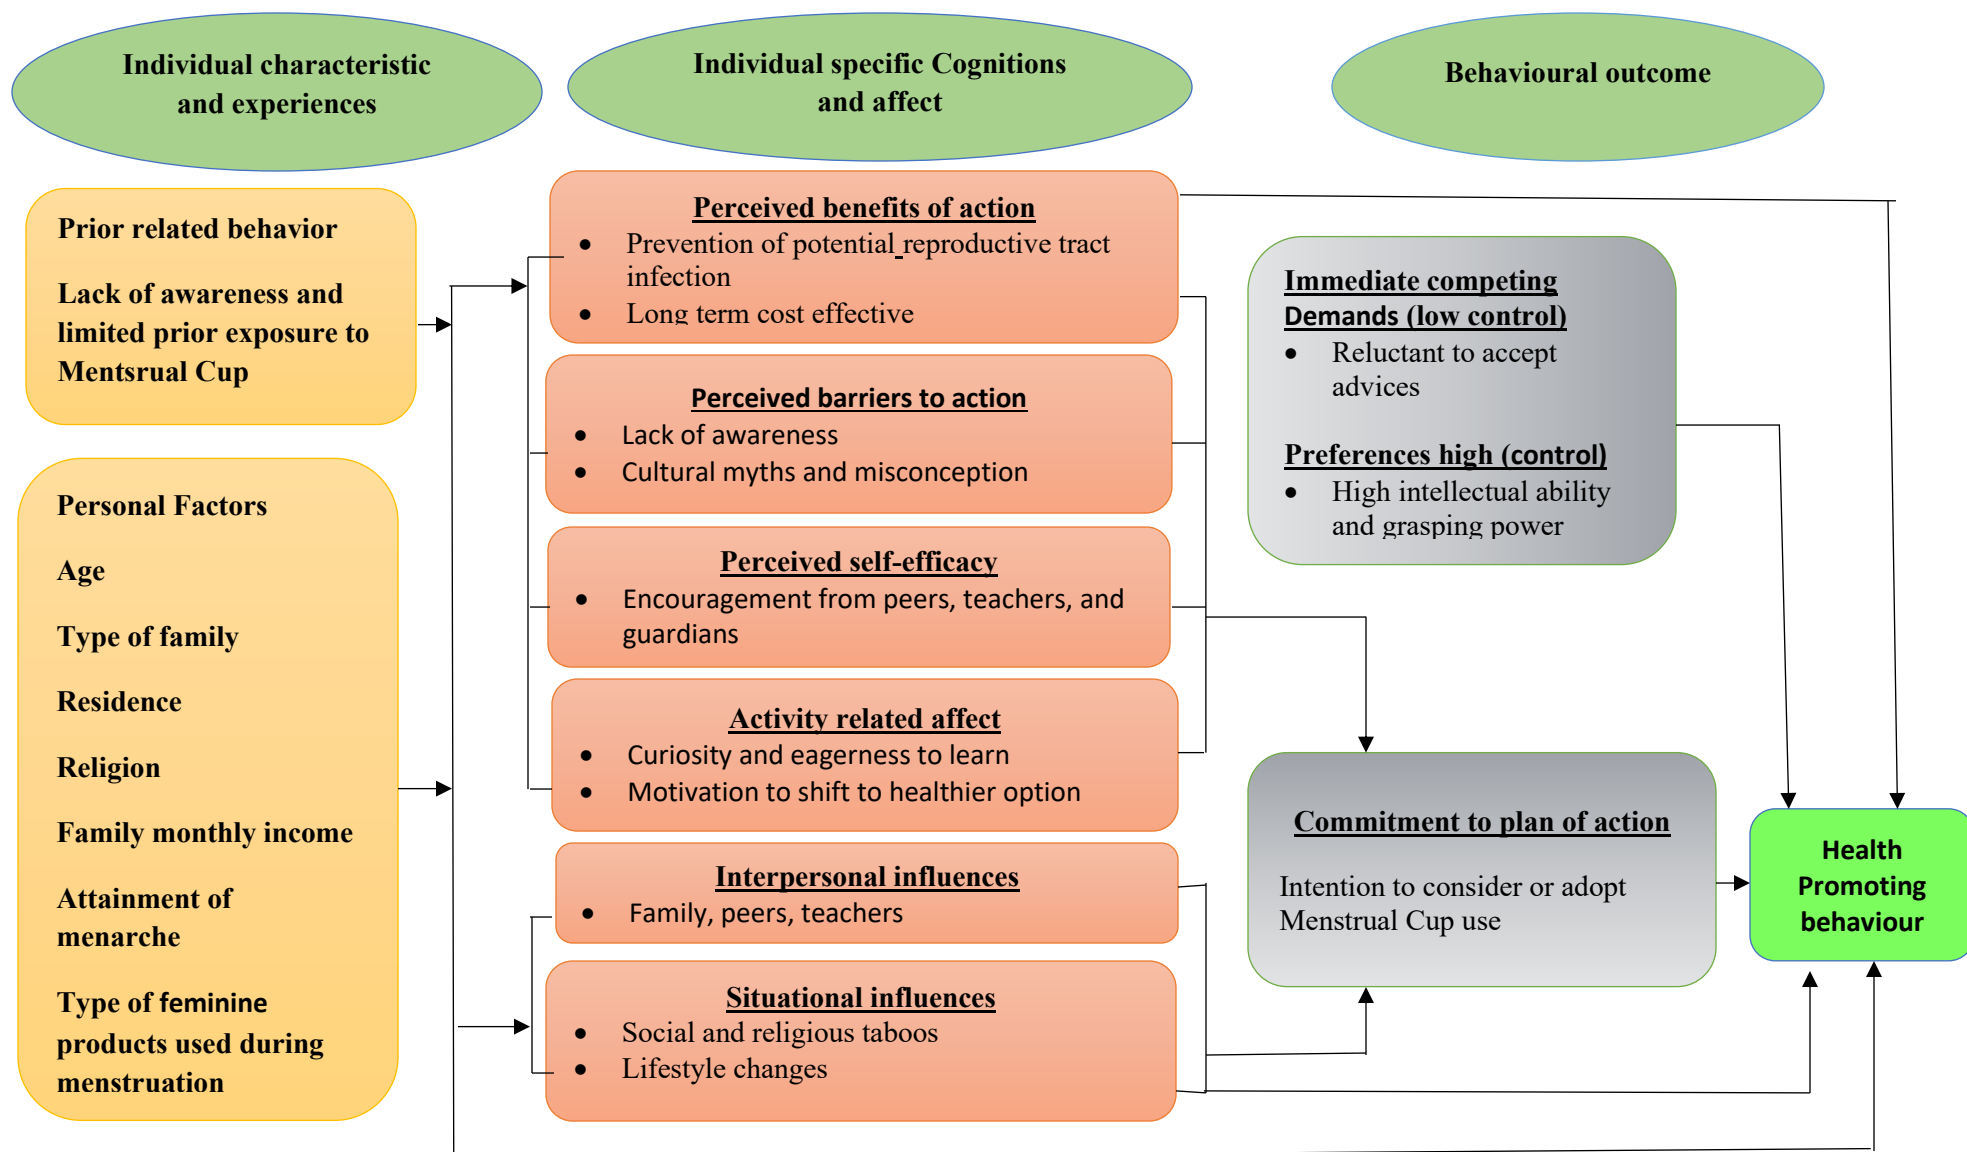 Individual characteristic
and experiences
Individual specific Cognitions
and affect
Behavioural outcome
Prior related behavior
Lack of awareness and
limited prior exposure to
Mentsrual Cup
Personal Factors
Age
Type of family
Residence
Religion
Family monthly income
Attainment of
menarche
Type of feminine
products used during
menstruation
Perceived benefits of action
• Prevention of potential reproductive tract
infection
• Long term cost effective
Perceived barriers to action
• Lack of awareness
• Cultural myths and misconception
Perceived self-efficacy
• Encouragement from peers, teachers, and
guardians
Activity related affect
• Curiosity and eagerness to learn
• Motivation to shift to healthier option
Interpersonal influences
• Family, peers, teachers
Situational influences
• Social and religious taboos
• Lifestyle changes
Immediate competing
Demands (low control)
• Reluctant to accept
advices
Preferences high (control)
• High intellectual ability
and grasping power
Commitment to plan of action
Intention to consider or adopt
Menstrual Cup use
Health
Promoting
behaviour